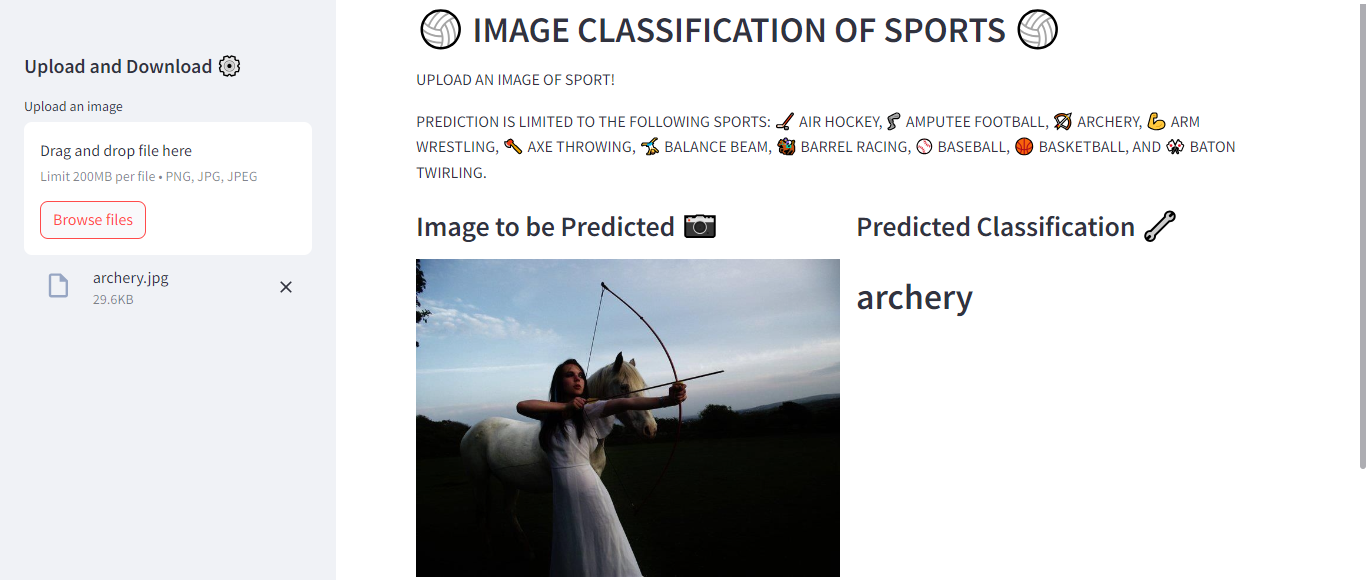 Upload and Download
Upload an image
Drag and drop file here
Limit 200MB per file • PNG, JPG, JPEG
Browse files
archery.jpg
29.6KB
IMAGE CLASSIFICATION OF SPORTS
UPLOAD AN IMAGE OF SPORT!
PREDICTION IS LIMITED TO THE FOLLOWING SPORTS: 🏒 AIR HOCKEY, 🦿 AMPUTEE FOOTBALL, 🏹 ARCHERY, 💪 ARM
WRESTLING, 🪓 AXE THROWING, 🤸 BALANCE BEAM, 🏇 BARREL RACING, ⚾ BASEBALL, 🏀 BASKETBALL, AND 🎌 BATON
TWIRLING.
Image to be Predicted
Predicted Classification
archery